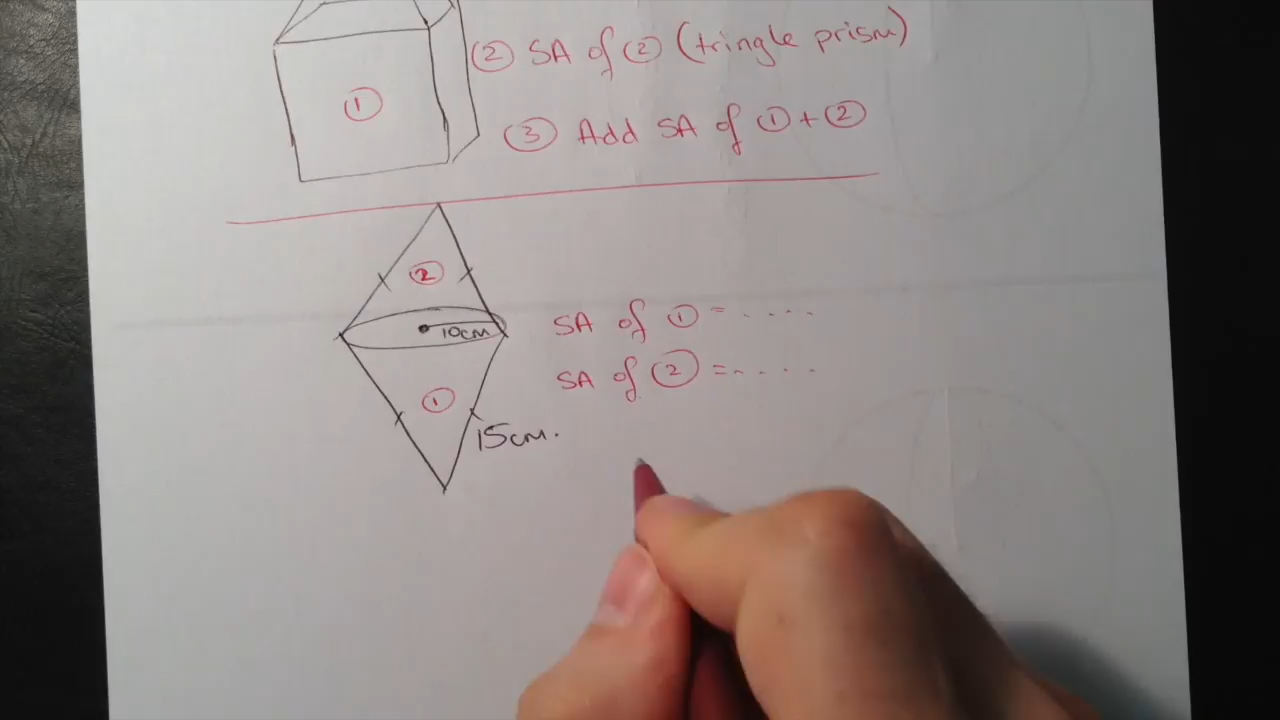 ② SA of ② (tringle prism)
①
③ Add SA of ① + ②
②
10cm
SA of ① = ....
SA of ② = .....
①
15cm.